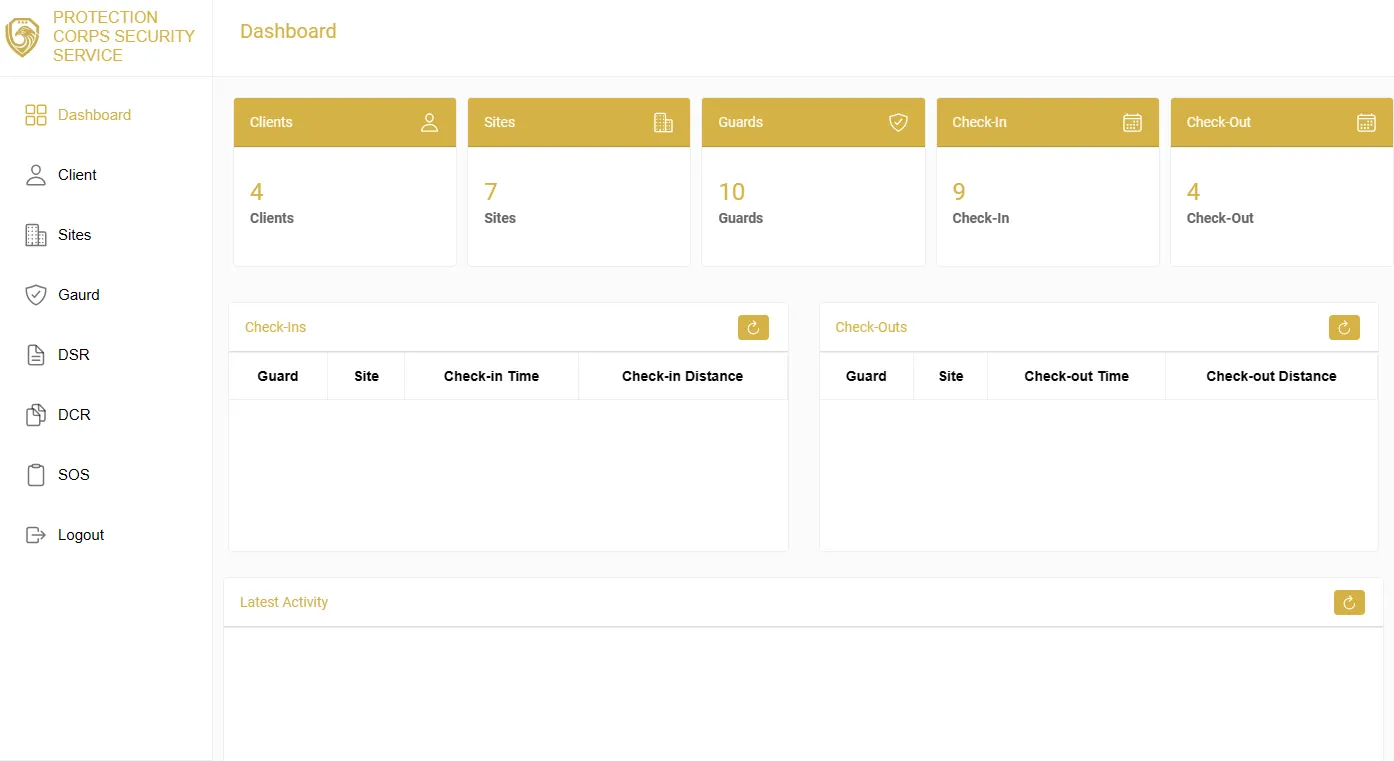 PROTECTION
CORPS SECURITY
SERVICE
Dashboard
Dashboard
Client
Sites
Gaurd
DSR
DCR
SOS
Logout
Clients
4
Clients
Sites
7
Sites
Guards
10
Guards
Check-In
9
Check-In
Check-Out
4
Check-Out
Check-Ins
Guard Site Check-in Time Check-in Distance
Check-Outs
Guard Site Check-out Time Check-out Distance
Latest Activity